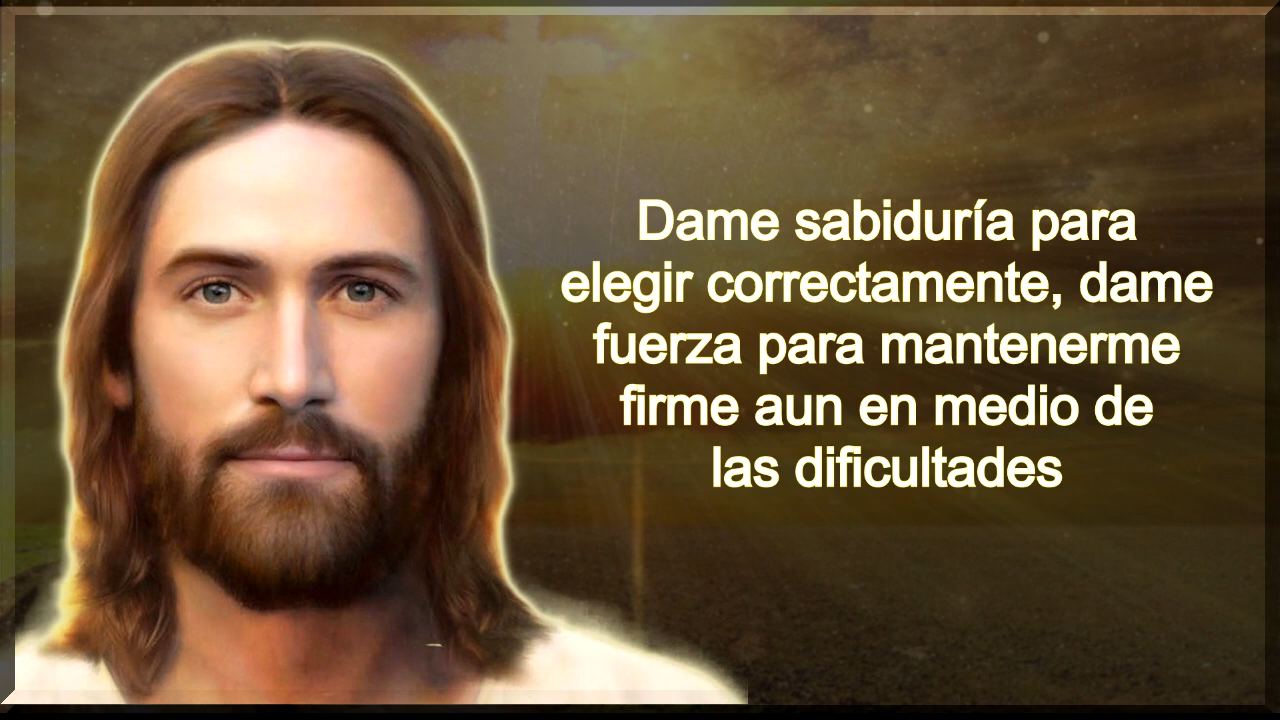 Dame sabiduría para
elegir correctamente, dame
fuerza para mantenerme
firme aun en medio de
las dificultades